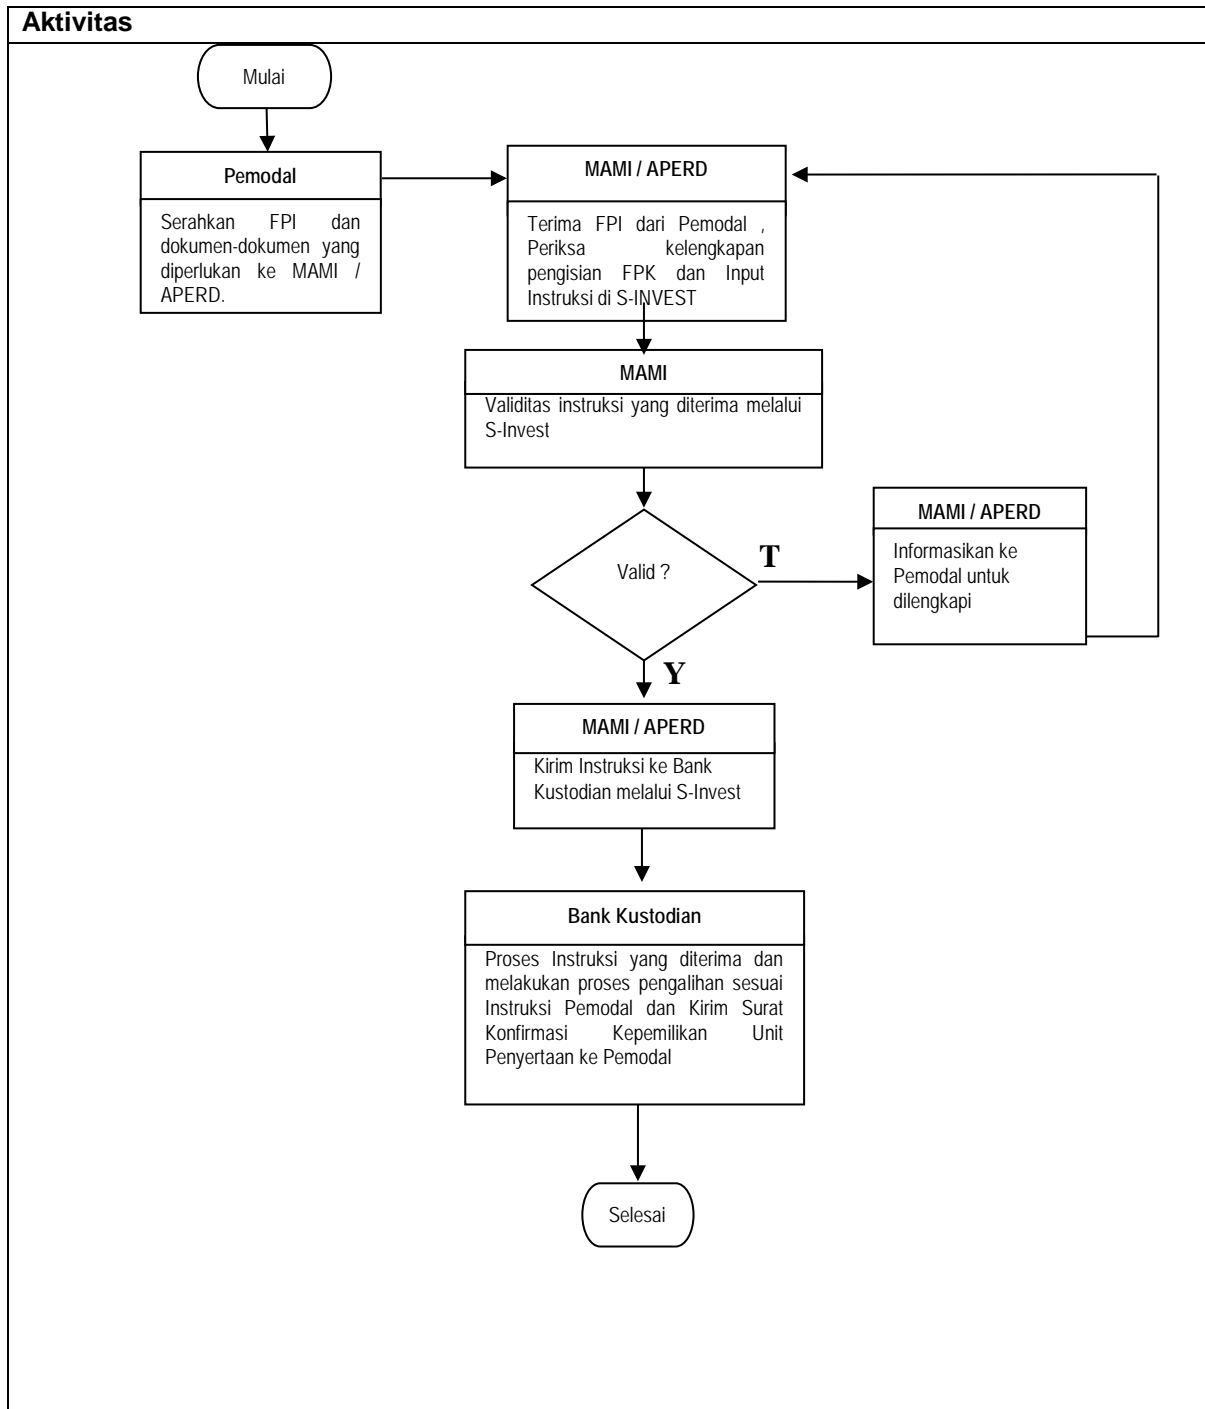 Aktivitas
Mulai
Pemodal
Serahkan FPI dan
dokumen-dokumen yang
diperlukan ke MAMI /
APERD.
MAMI / APERD
Terima FPI dari Pemodal ,
Periksa kelengkapan
pengisian FPK dan Input
Instruksi di S-INVEST
MAMI
Validitas instruksi yang diterima melalui
S-Invest
Valid ?
T
MAMI / APERD
Informasikan ke
Pemodal untuk
dilengkapi
Y
MAMI / APERD
Kirim Instruksi ke Bank
Kustodian melalui S-Invest
Bank Kustodian
Proses Instruksi yang diterima dan
melakukan proses pengalihan sesuai
Instruksi Pemodal dan Kirim Surat
Konfirmasi Kepemilikan Unit
Penyertaan ke Pemodal
Selesai